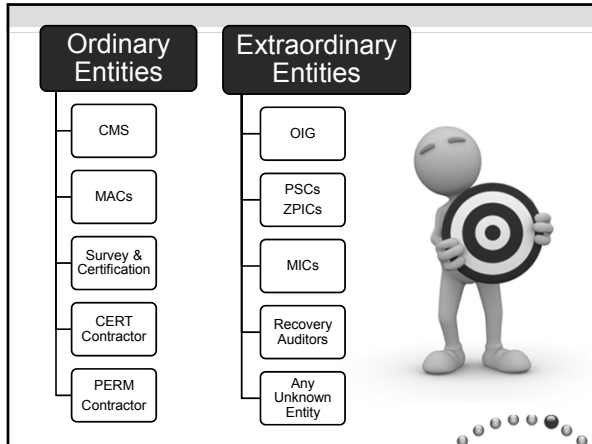 Ordinary
Entities
CMS
MACs
Survey &
Certification
CERT
Contractor
PERM
Contractor
Extraordinary
Entities
OIG
PSCs
ZPICs
MICs
Recovery
Auditors
Any
Unknown
Entity